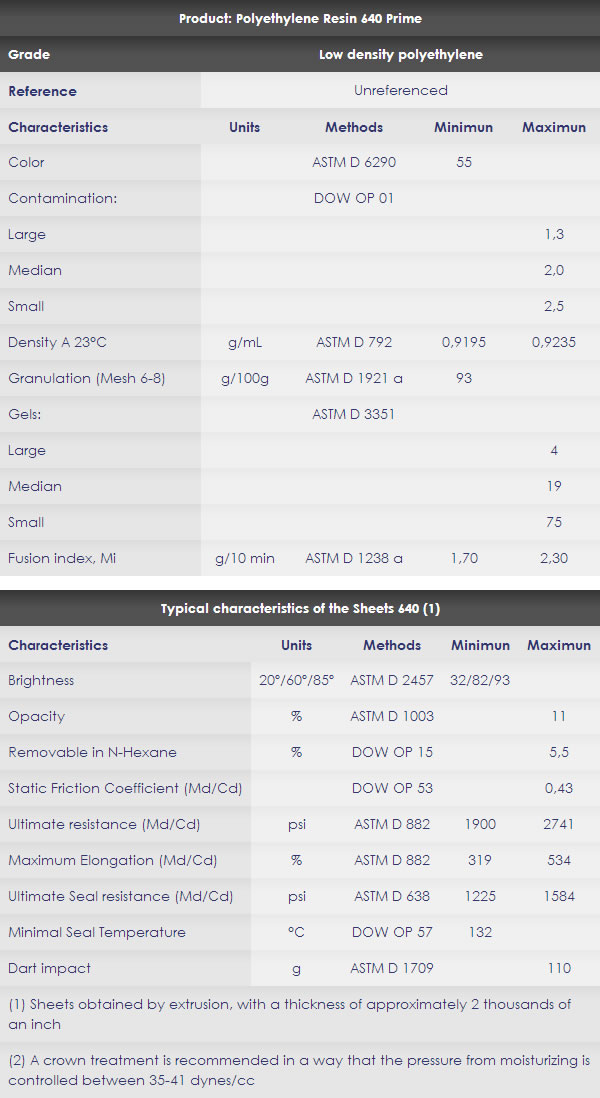 Product: Polyethylene Resin 640 Prime
Grade Low density polyethylene
Reference Unreferenced
Characteristics Units Methods Minimun Maximun
Color ASTM D 6290 55
Contamination: DOW OP 01
Large 1,3
Median 2,0
Small 2,5
Density A 23°C g/mL ASTM D 792 0,9195 0,9235
Granulation (Mesh 6-8) g/100g ASTM D 1921 a 93
Gels: ASTM D 3351
Large 4
Median 19
Small 75
Fusion index, Mi g/10 min ASTM D 1238 a 1,70 2,30
Typical characteristics of the Sheets 640 (1)
Characteristics Units Methods Minimun Maximun
Brightness 20°/60°/85° ASTM D 2457 32/82/93
Opacity % ASTM D 1003 11
Removable in N-Hexane % DOW OP 15 5,5
Static Friction Coefficient (Md/Cd) DOW OP 53 0,43
Ultimate resistance (Md/Cd) psi ASTM D 882 1900 2741
Maximum Elongation (Md/Cd) % ASTM D 882 319 534
Ultimate Seal resistance (Md/Cd) psi ASTM D 638 1225 1584
Minimal Seal Temperature °C DOW OP 57 132
Dart impact g ASTM D 1709 110
(1) Sheets obtained by extrusion, with a thickness of approximately 2 thousands of
an inch
(2) A crown treatment is recommended in a way that the pressure from moisturizing is
controlled between 35-41 dynes/cc